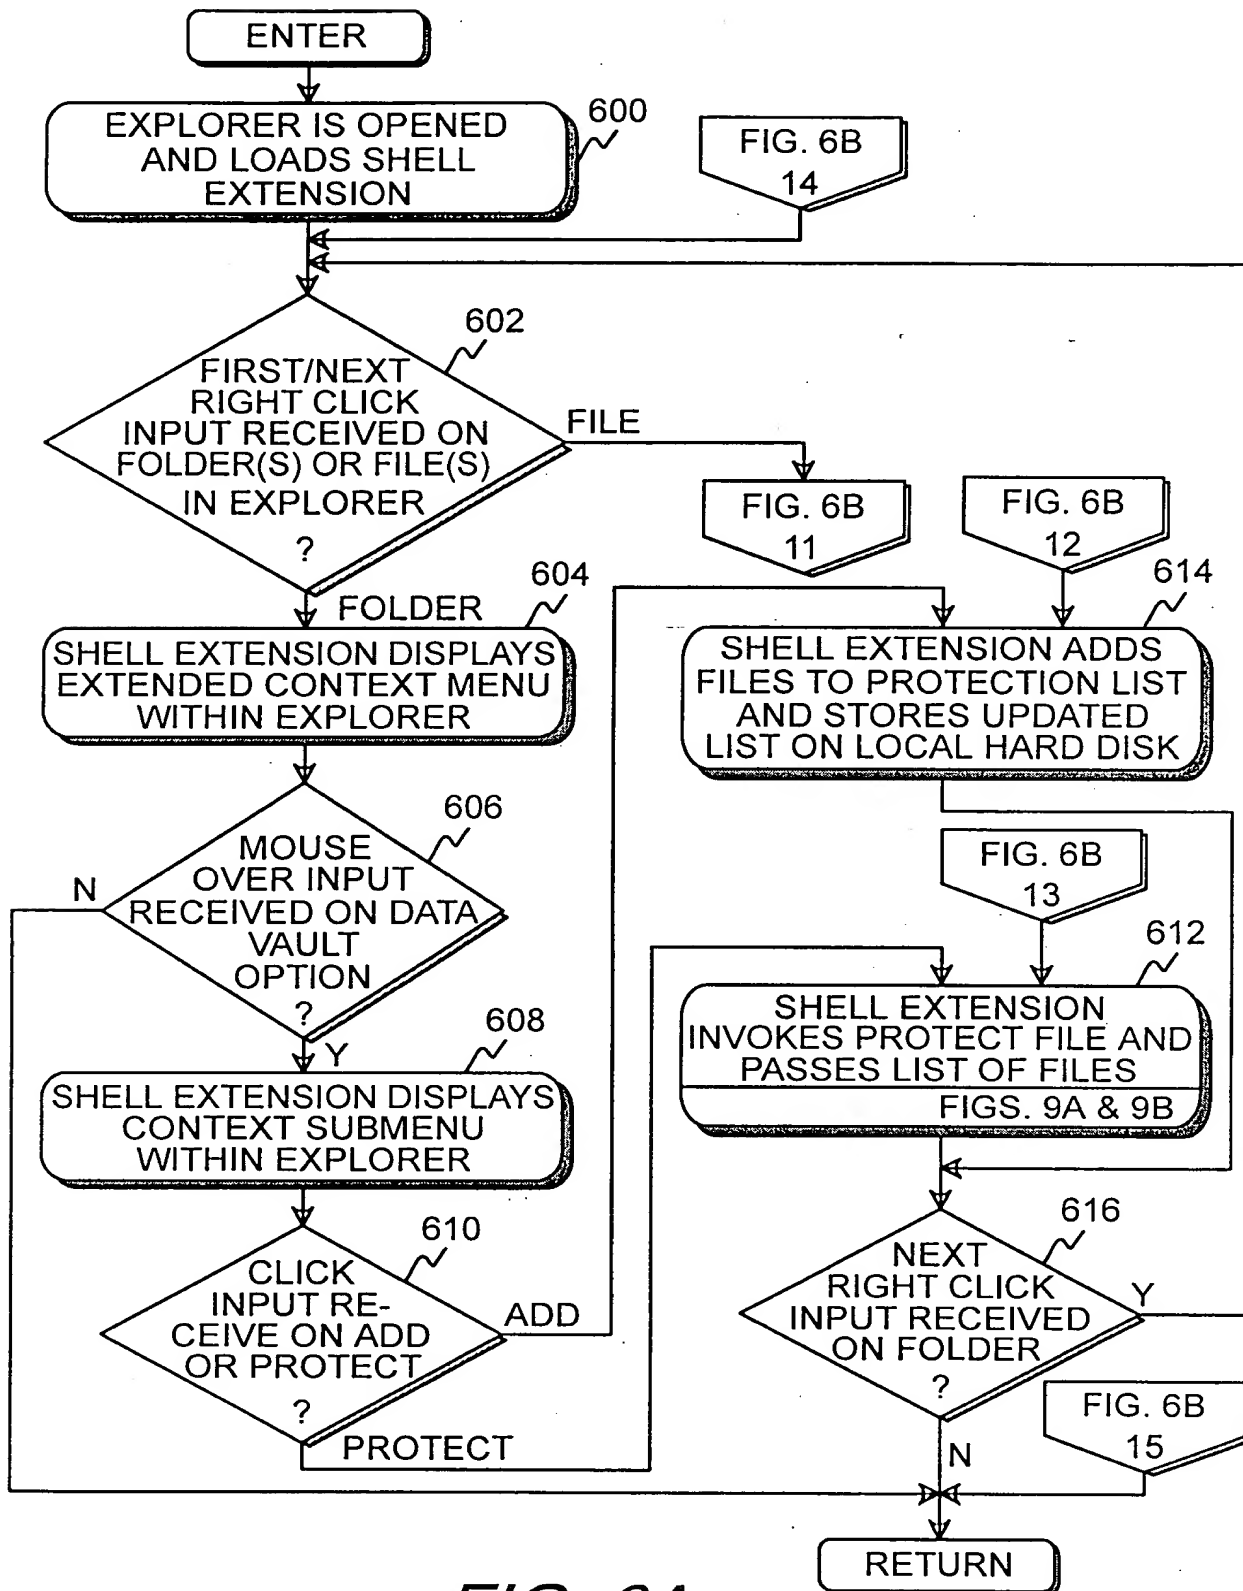 ENTER
EXPLORER IS OPENED
AND LOADS SHELL
EXTENSION
600
FIG. 6B
14
602
FIRST/NEXT
RIGHT CLICK
INPUT RECEIVED ON
FOLDER(S) OR FILE(S)
IN EXPLORER
?
FILE
FIG. 6B
11
FIG. 6B
12
FOLDER
604
SHELL EXTENSION DISPLAYS
EXTENDED CONTEXT MENU
WITHIN EXPLORER
614
SHELL EXTENSION ADDS
FILES TO PROTECTION LIST
AND STORES UPDATED
LIST ON LOCAL HARD DISK
606
MOUSE
OVER INPUT
RECEIVED ON DATA
VAULT
OPTION
?
N
Y
FIG. 6B
13
612
SHELL EXTENSION
INVOKES PROTECT FILE AND
PASSES LIST OF FILES
FIGS. 9A & 9B
608
SHELL EXTENSION DISPLAYS
CONTEXT SUBMENU
WITHIN EXPLORER
610
CLICK
INPUT RE-
CEIVE ON ADD
OR PROTECT
?
ADD
PROTECT
616
NEXT
RIGHT CLICK
INPUT RECEIVED
ON FOLDER
?
Y
N
FIG. 6B
15
RETURN